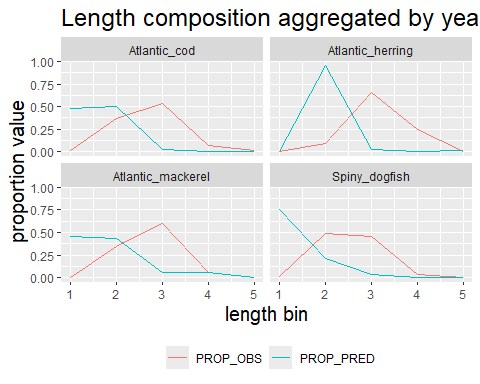 Length composition aggregated by yea
Atlantic_cod
Atlantic_herring
1.00
0.75
0.50
0.25
0.00
Atlantic_mackerel
Spiny_dogfish
1.00
0.75
0.50
0.25
0.00
proportion value
1 2 3 4 5
1 2 3 4 5
length bin
PROP_OBS PROP_PRED